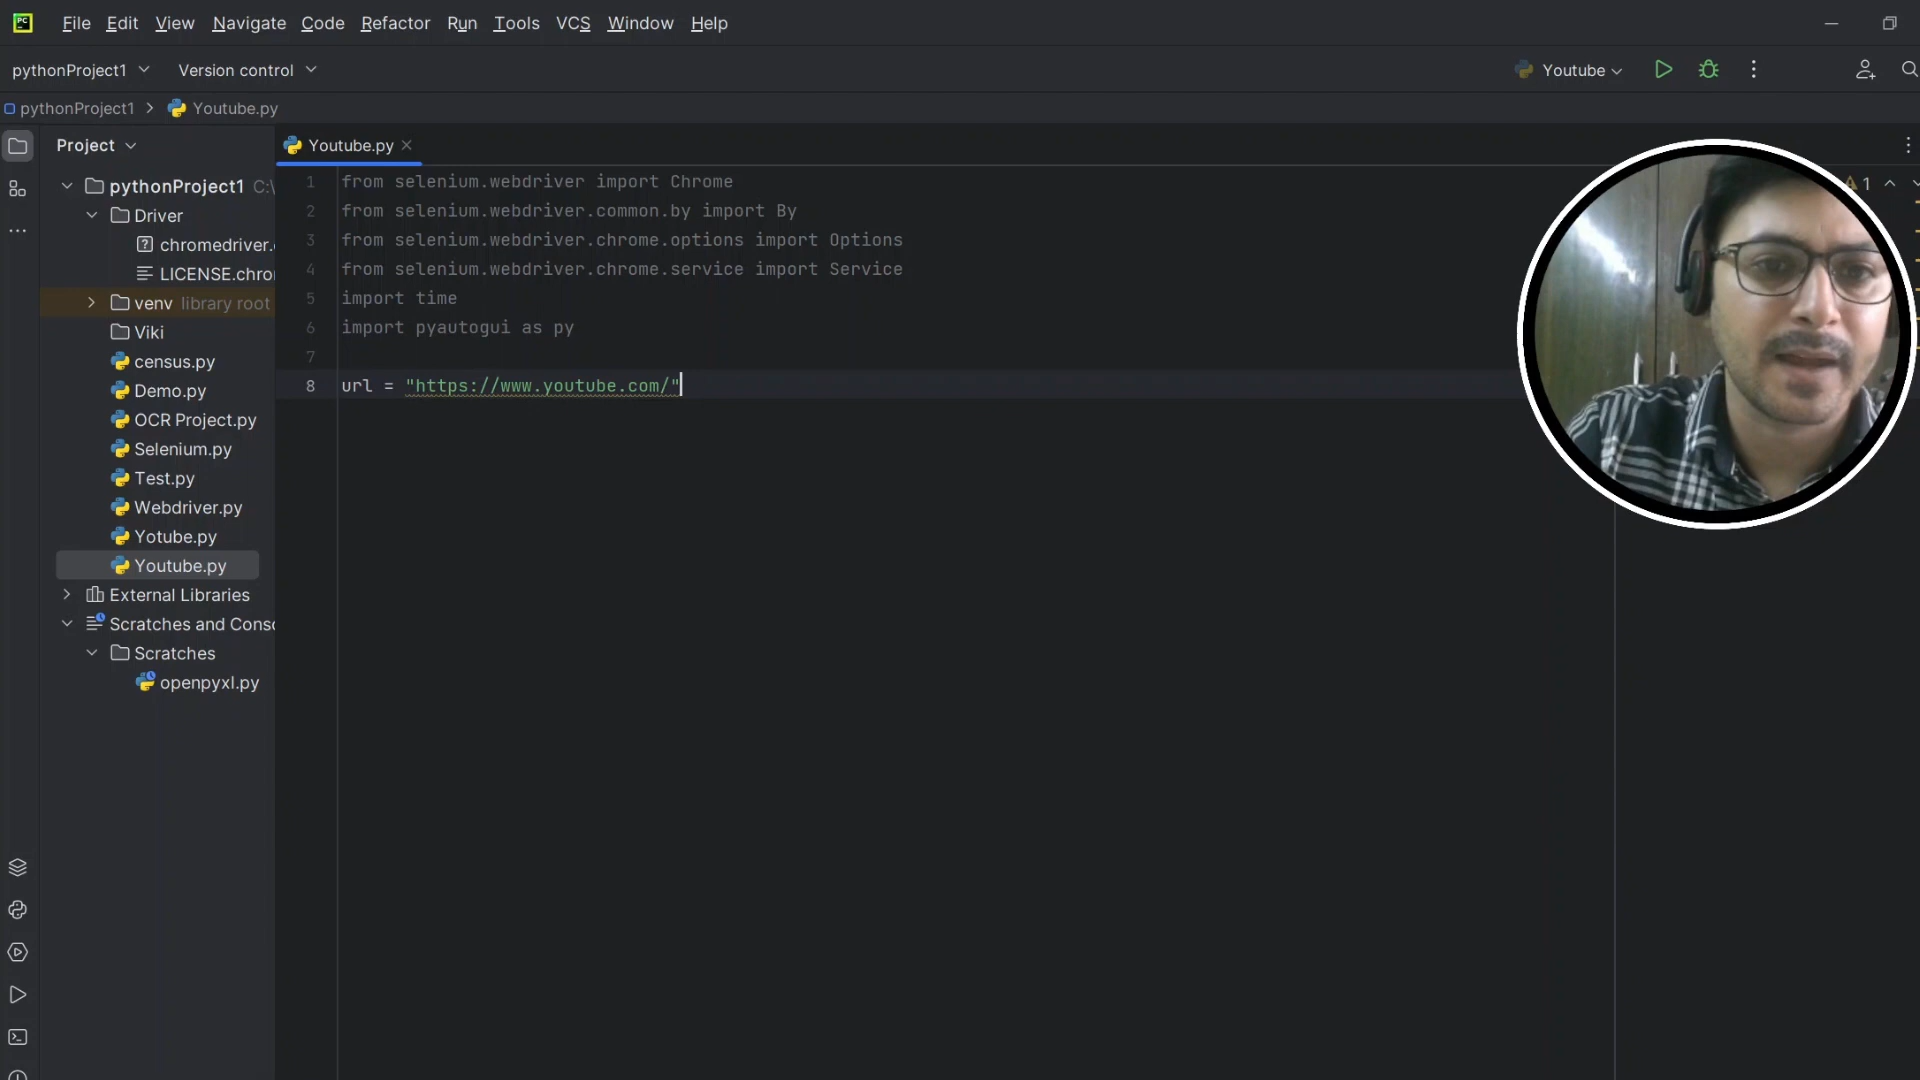 PC
File Edit View Navigate Code Refactor Run Tools VCS Window Help
pythonProject1 Version control Youtube
pythonProject1 Youtube.py
Project
Youtube.py
pythonProject1 C:\
Driver
chromedriver.
LICENSE.chro
venv library root
Viki
census.py
Demo.py
OCR Project.py
Selenium.py
Test.py
Webdriver.py
Yotube.py
Youtube.py
External Libraries
Scratches and Conso
Scratches
openpyxl.py
1 from selenium.webdriver import Chrome
2 from selenium.webdriver.common.by import By
3 from selenium.webdriver.chrome.options import Options
4 from selenium.webdriver.chrome.service import Service
5 import time
6 import pyautogui as py
7
8 url = "https://www.youtube.com/"
1